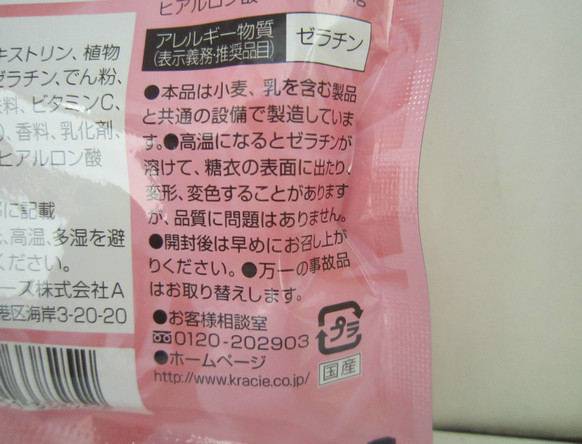 ヒアルロン酸
アレルギー物質
(表示義務・推奨品目)
ゼラチン
キストリン、植物
ゼラチン、でん粉、
味料、ビタミンC、
、香料、乳化剤、
ヒアルロン酸
に記載
、高温、多湿を避
ください。
ーズ株式会社A
港区海岸3-20-20
●本品は小麦、乳を含む製品
と共通の設備で製造していま
す。●高温になるとゼラチンが
溶けて、糖衣の表面に出たり、
変形、変色することがあります
が、品質に問題はありません。
●開封後は早めにお召し上が
りください。●万一の事故品
はお取り替えします。
●お客様相談室
0120-202903
●ホームページ
http://www.kracie.co.jp/
プラ
国産